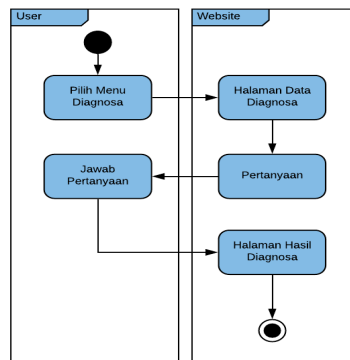 User
Website
Pilih Menu
Diagnosa
Halaman Data
Diagnosa
Jawab
Pertanyaan
Pertanyaan
Halaman Hasil
Diagnosa